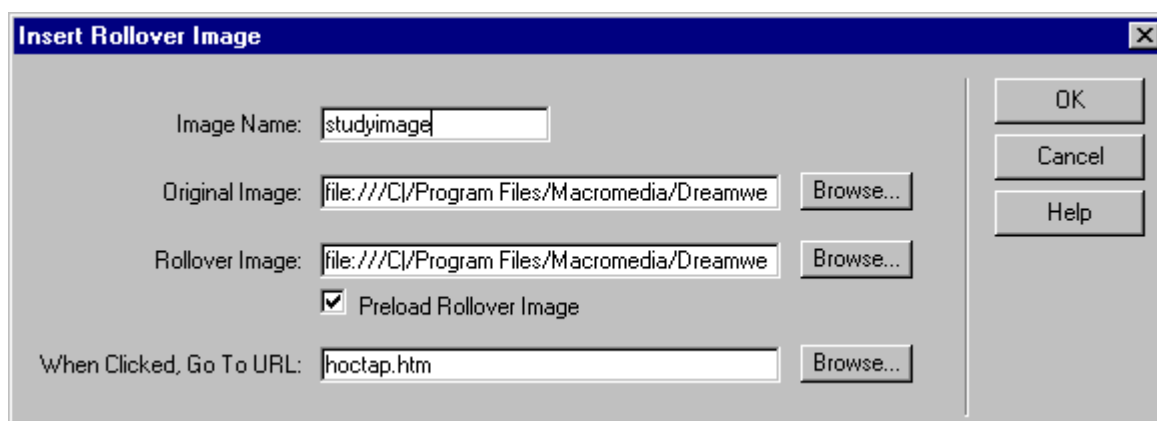 Insert Rollover Image
Image Name: studyimage
OK
Cancel
Original Image: file:///C|/Program Files/Macromedia/Dreamwe Browse...
Help
Rollover Image: file:///C|/Program Files/Macromedia/Dreamwe Browse...
Preload Rollover Image
When Clicked, Go To URL: hoctap.htm Browse...